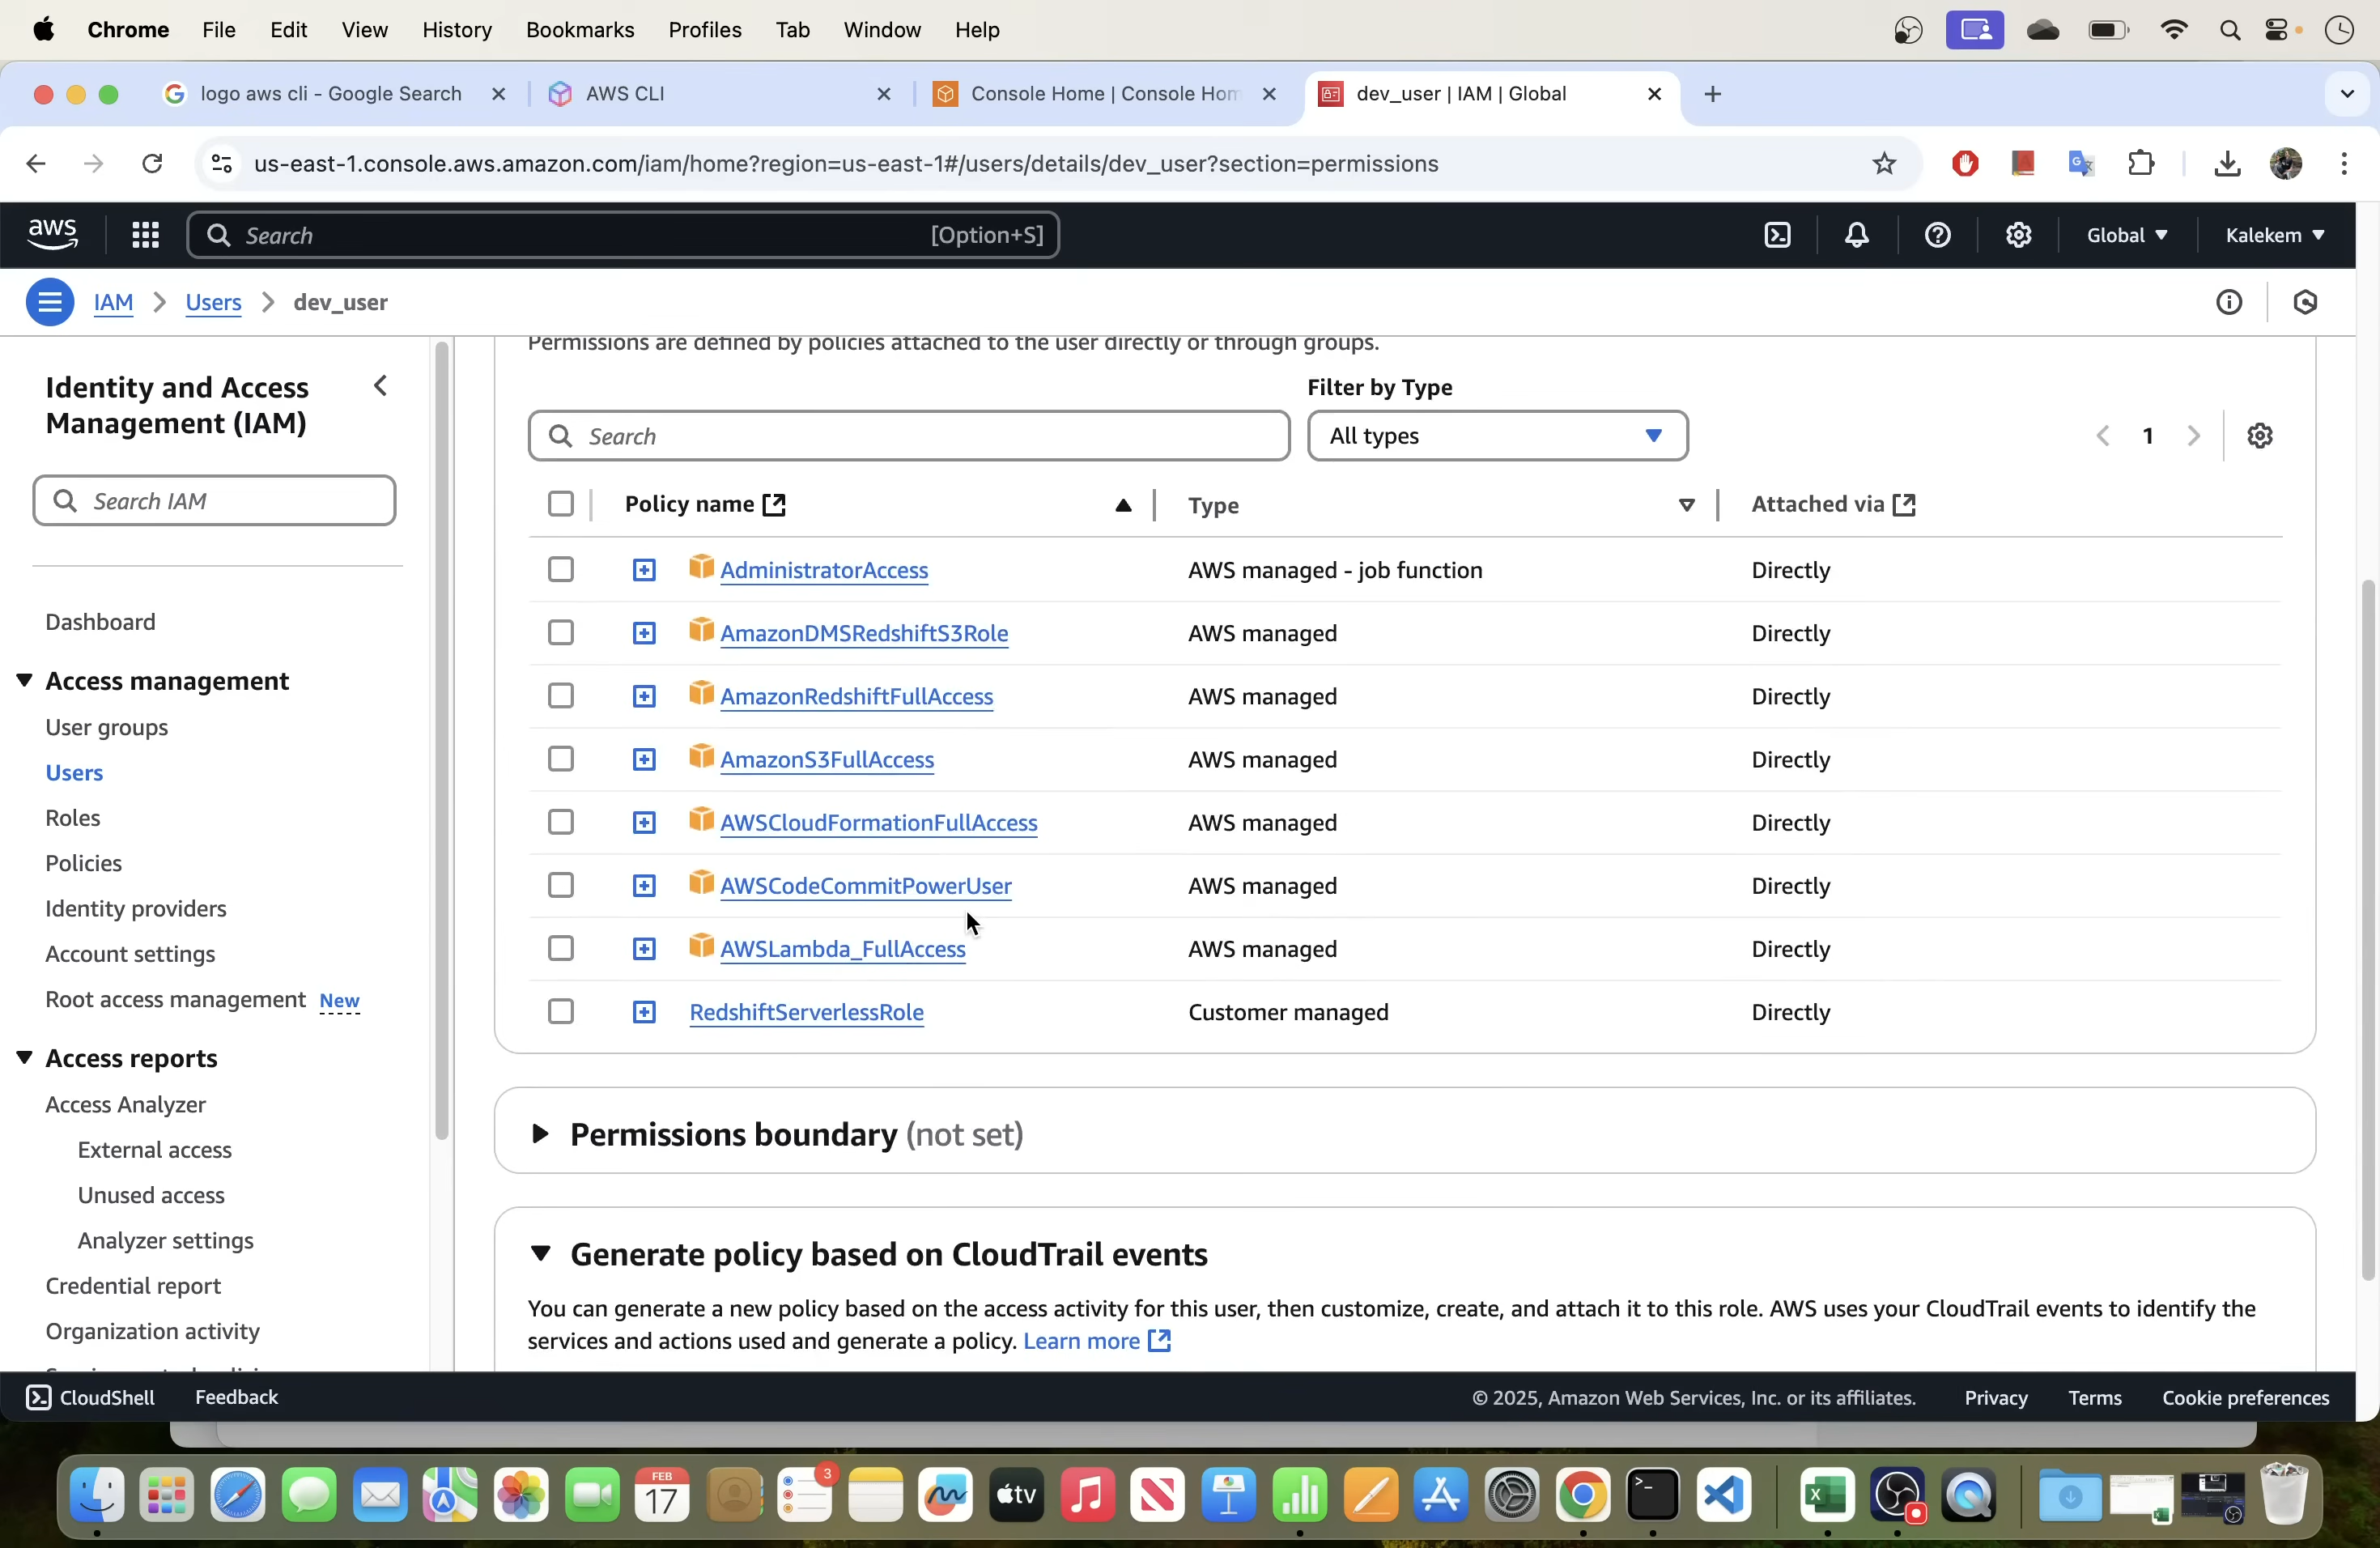 Chrome File Edit View History Bookmarks Profiles Tab Window Help
logo aws cli - Google Search AWS CLI Console Home | Console Hom dev_user | IAM | Global
us-east-1.console.aws.amazon.com/iam/home?region=us-east-1#/users/details/dev_user?section=permissions
aws Search [Option+S] Global Kalekem
IAM Users dev_user
Identity and Access
Management (IAM)
Search IAM
Dashboard
Access management
User groups
Users
Roles
Policies
Identity providers
Account settings
Root access management New
Access reports
Access Analyzer
External access
Unused access
Analyzer settings
Credential report
Organization activity
Permissions are defined by policies attached to the user directly or through groups.
Filter by Type
Search All types 1
Policy name Type Attached via
AdministratorAccess AWS managed - job function Directly
AmazonDMSRedshiftS3Role AWS managed Directly
AmazonRedshiftFullAccess AWS managed Directly
AmazonS3FullAccess AWS managed Directly
AWSCloudFormationFullAccess AWS managed Directly
AWSCodeCommitPowerUser AWS managed Directly
AWSLambda_FullAccess AWS managed Directly
RedshiftServerlessRole Customer managed Directly
Permissions boundary (not set)
Generate policy based on CloudTrail events
You can generate a new policy based on the access activity for this user, then customize, create, and attach it to this role. AWS uses your CloudTrail events to identify the
services and actions used and generate a policy. Learn more
CloudShell Feedback © 2025, Amazon Web Services, Inc. or its affiliates. Privacy Terms Cookie preferences
FEB
17
3
tv